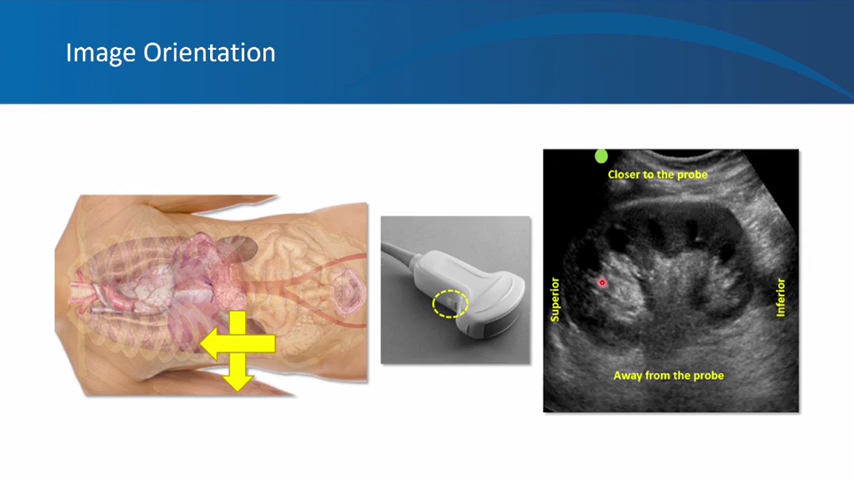 Image Orientation
Closer to the probe
Superior
Inferior
Away from the probe